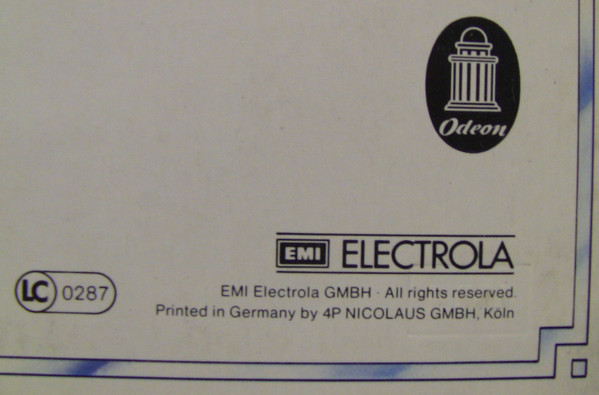 Odeon
EMI ELECTROLA
LC 0287
EMI Electrola GMBH · All rights reserved.
Printed in Germany by 4P NICOLAUS GMBH, Köln